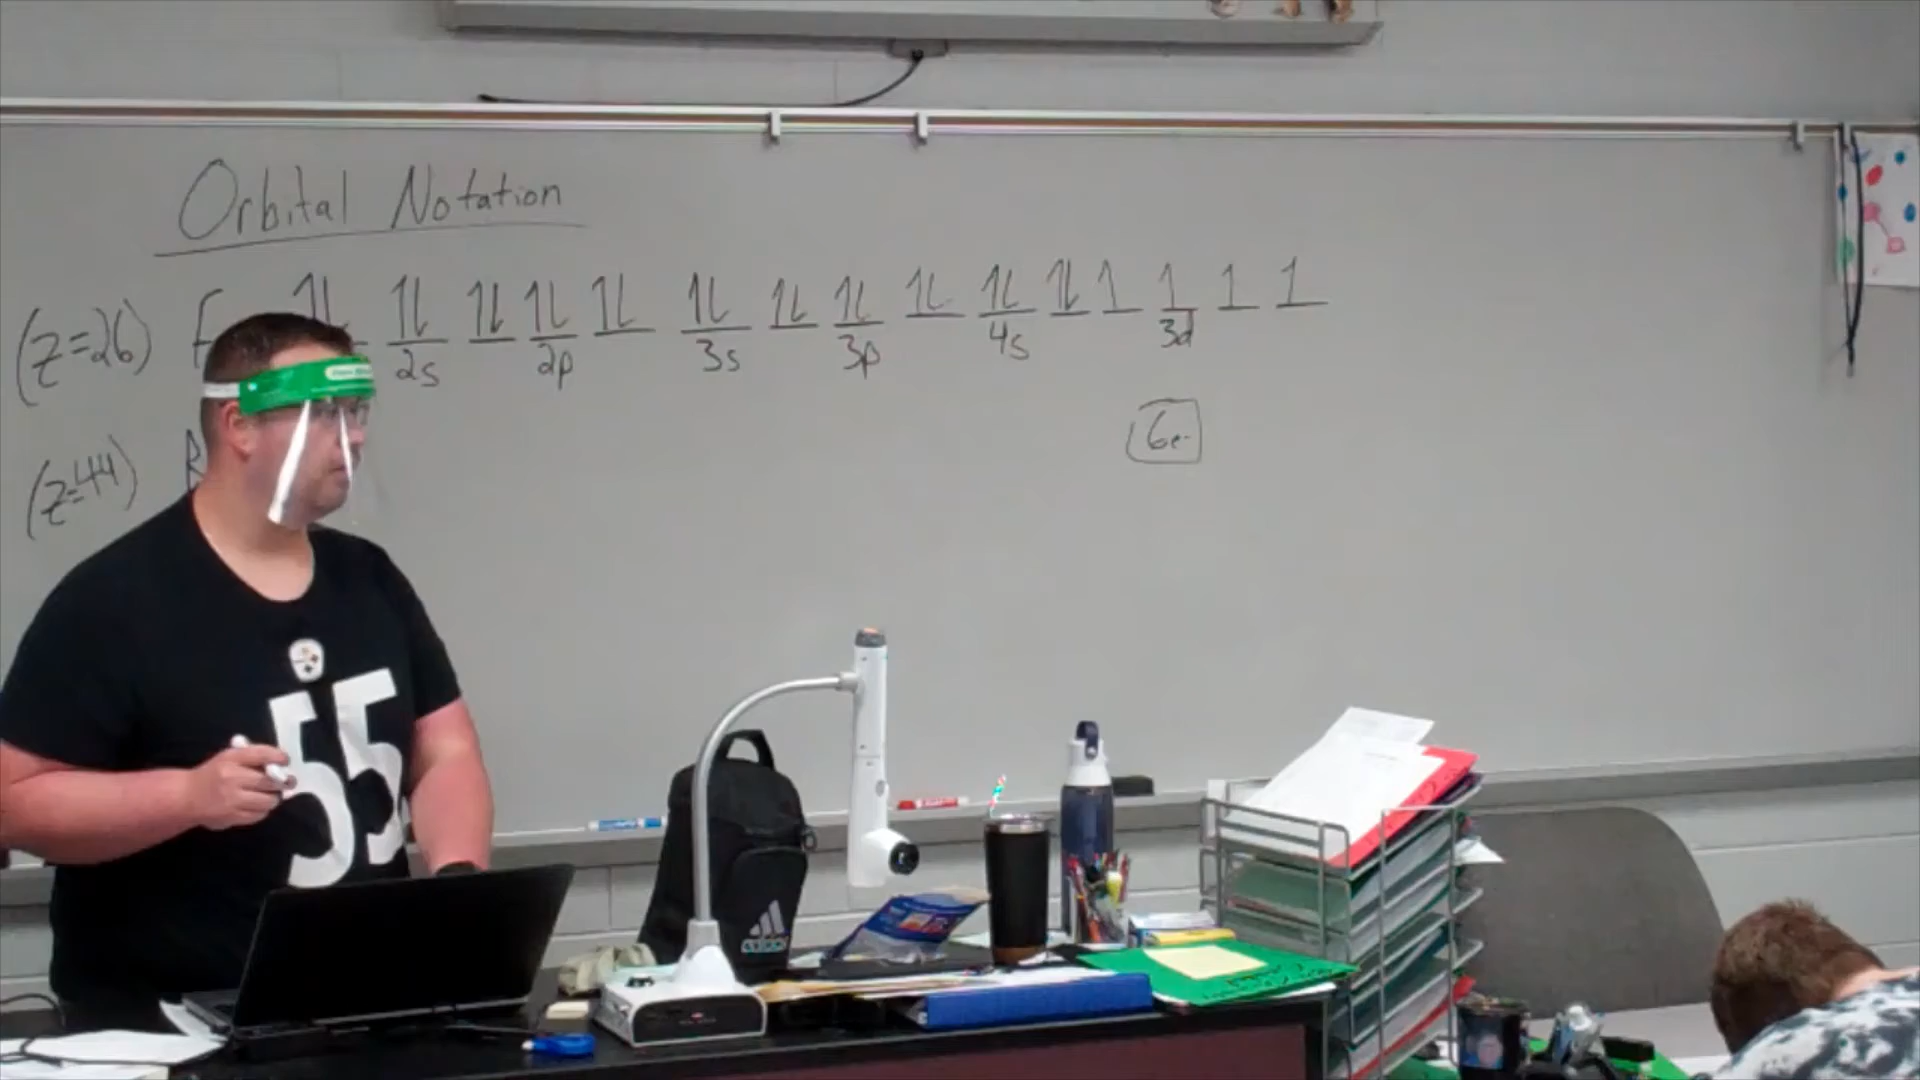 Orbital Notation
(z=26) F 1L 1L 1L 1L 1L 1L 1L 1L 1L 1L 1L 1 1 1 1
2s 2p 3s 3p 4s 3d
6e-
(z=44) R
55
adidas